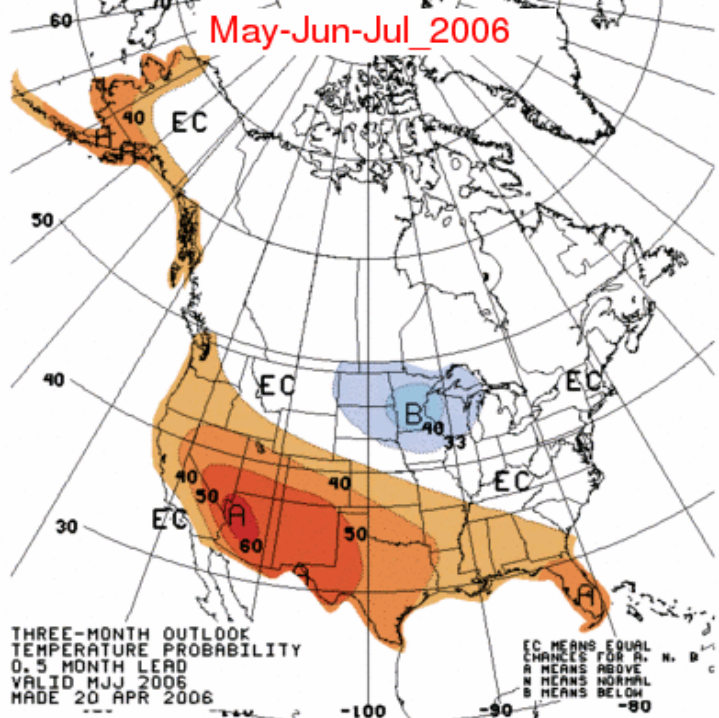 May-Jun-Jul_2006
60
EC
40
50
40
EC
EC
B
40
33
40
40
50
EC
A
EC
30
50
60
A
THREE-MONTH OUTLOOK
TEMPERATURE PROBABILITY
0.5 MONTH LEAD
VALID MJJ 2006
MADE 20 APR 2006
EC MEANS EQUAL
CHANCES FOR A, N, B
A MEANS ABOVE
N MEANS NORMAL
B MEANS BELOW
-100
-90
-80